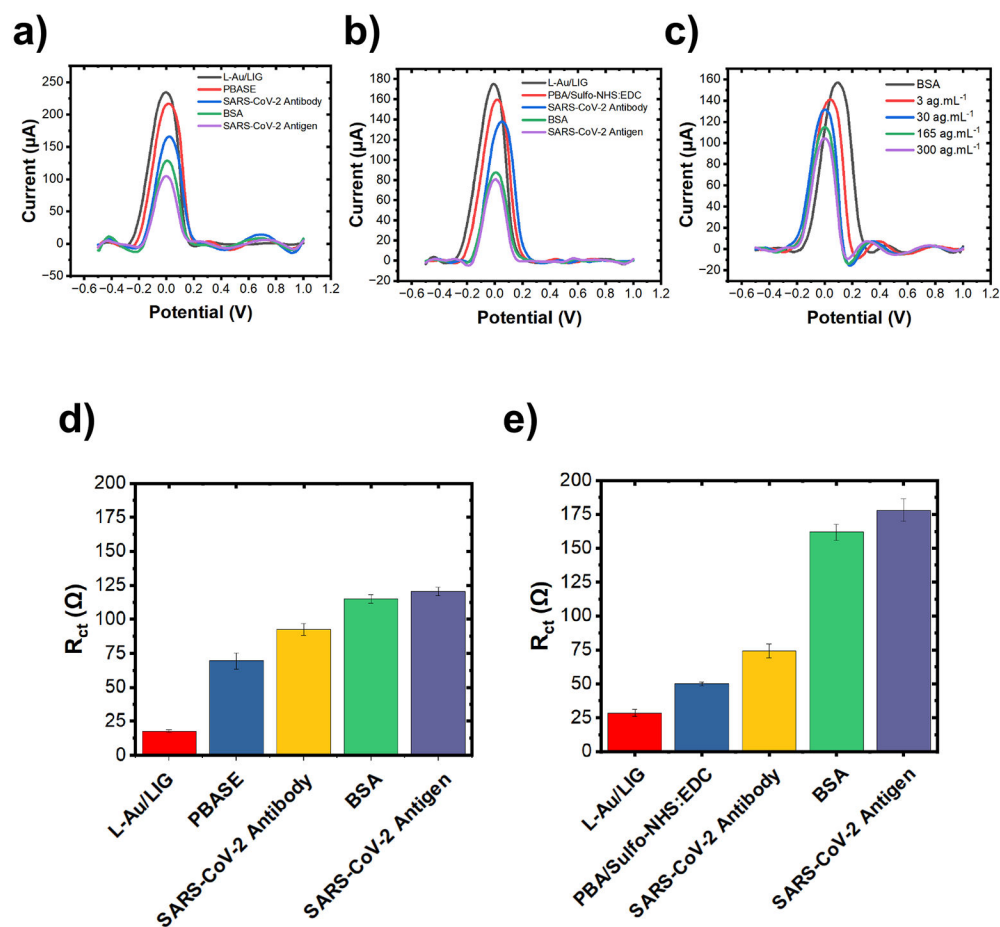 a)
b)
c)
250
200
150
100
50
0
−50
Current (µA)
L-Au/LIG
PBASE
SARS-CoV-2 Antibody
BSA
SARS-CoV-2 Antigen
−0.6 −0.4 −0.2 0.0 0.2 0.4 0.6 0.8 1.0 1.2
Potential (V)
180
160
140
120
100
80
60
40
20
0
−20
Current (µA)
L-Au/LIG
PBA/Sulfo-NHS:EDC
SARS-CoV-2 Antibody
BSA
SARS-CoV-2 Antigen
−0.6 −0.4 −0.2 0.0 0.2 0.4 0.6 0.8 1.0 1.2
Potential (V)
160
140
120
100
80
60
40
20
0
−20
Current (µA)
BSA
3 ag.mL⁻¹
30 ag.mL⁻¹
165 ag.mL⁻¹
300 ag.mL⁻¹
−0.6 −0.4 −0.2 0.0 0.2 0.4 0.6 0.8 1.0 1.2
Potential (V)
d)
e)
200
175
150
125
100
75
50
25
0
Rct (Ω)
L-Au/LIG
PBASE
SARS-CoV-2 Antibody
BSA
SARS-CoV-2 Antigen
200
175
150
125
100
75
50
25
0
Rct (Ω)
L-Au/LIG
PBA/Sulfo-NHS:EDC
SARS-CoV-2 Antibody
BSA
SARS-CoV-2 Antigen